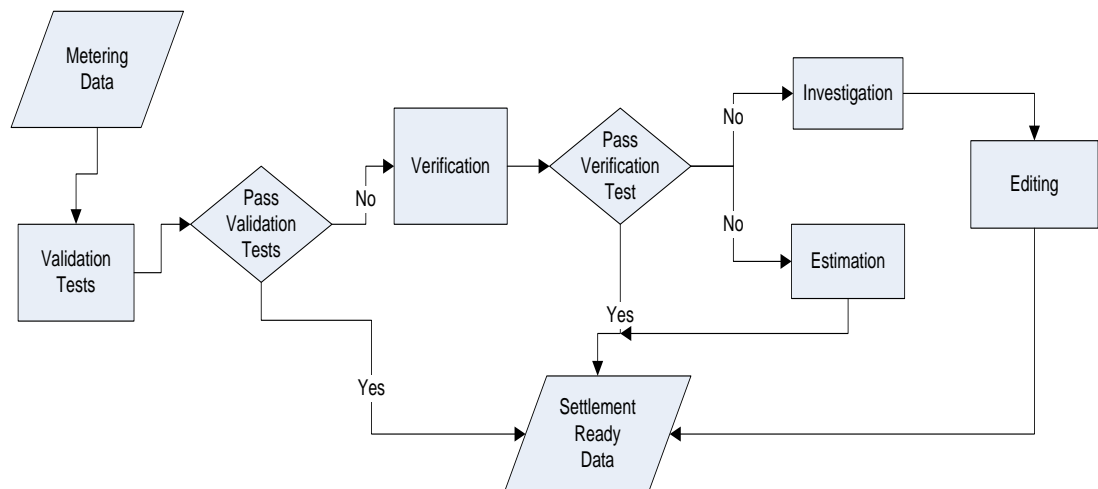 Metering
Data
Validation
Tests
Pass
Validation
Tests
No
Yes
Verification
Pass
Verification
Test
No
No
Yes
Investigation
Editing
Estimation
Settlement
Ready
Data